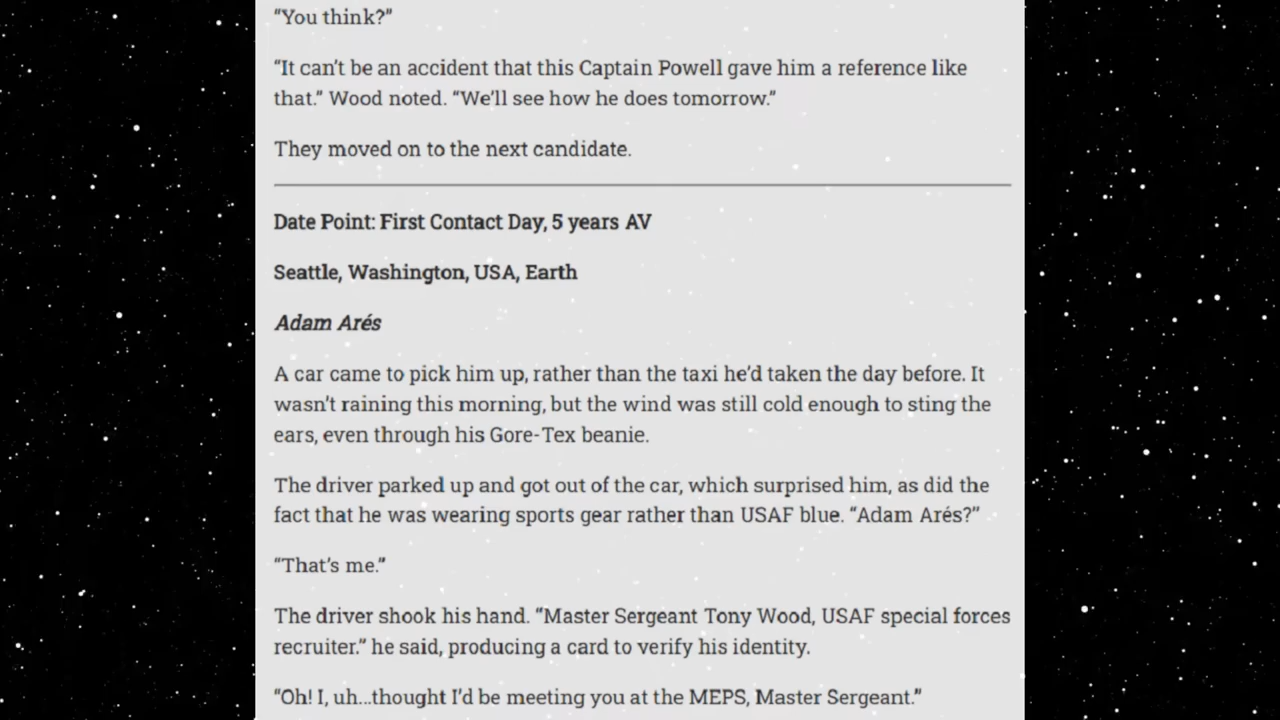 “You think?”
“It can’t be an accident that this Captain Powell gave him a reference like
that.” Wood noted. “We’ll see how he does tomorrow.”
They moved on to the next candidate.
Date Point: First Contact Day, 5 years AV
Seattle, Washington, USA, Earth
Adam Arés
A car came to pick him up, rather than the taxi he’d taken the day before. It
wasn’t raining this morning, but the wind was still cold enough to sting the
ears, even through his Gore-Tex beanie.
The driver parked up and got out of the car, which surprised him, as did the
fact that he was wearing sports gear rather than USAF blue. “Adam Arés?”
“That’s me.”
The driver shook his hand. “Master Sergeant Tony Wood, USAF special forces
recruiter.” he said, producing a card to verify his identity.
“Oh! I, uh...thought I’d be meeting you at the MEPS, Master Sergeant.”